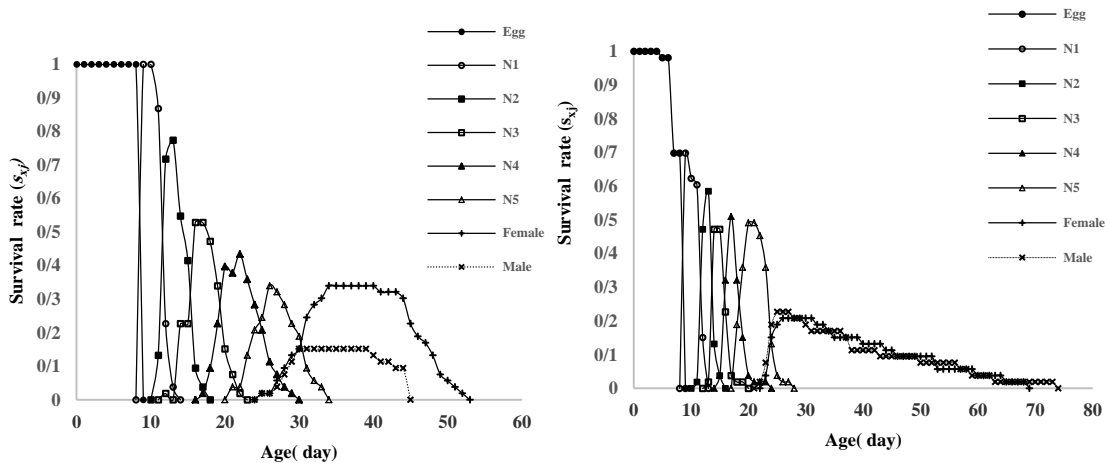 Egg
N1
N2
N3
N4
N5
Female
Male
1
0/9
0/8
0/7
0/6
0/5
0/4
0/3
0/2
0/1
0
Survival rate (s_xj)
0 10 20 30 40 50 60
Age( day)
Egg
N1
N2
N3
N4
N5
Female
Male
1
0/9
0/8
0/7
0/6
0/5
0/4
0/3
0/2
0/1
0
Survival rate (s_xj)
0 10 20 30 40 50 60 70 80
Age( day)